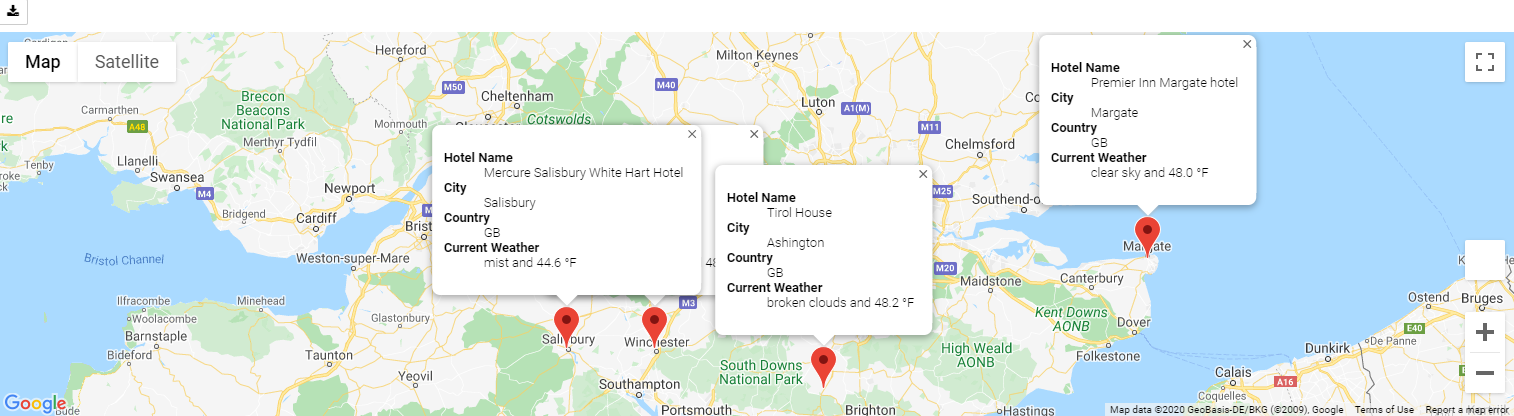 Map
Satellite
Hereford
Milton Keynes
M50
M40
Cheltenham
Luton
A1(M)
Brecon
Beacons
National Park
Carmarthen
A48
Monmouth
Cotswolds
M11
Chelmsford
Merthyr Tydfil
Llanelli
Tenby
Swansea
M4
Newport
Bridgend
Cardiff
Weston-super-Mare
Bristol Channel
Hotel Name
Mercure Salisbury White Hart Hotel
City
Salisbury
Country
GB
Current Weather
mist and 44.6 °F
Hotel Name
Tirol House
City
Ashington
Country
GB
Current Weather
broken clouds and 48.2 °F
Hotel Name
Premier Inn Margate hotel
City
Margate
Country
GB
Current Weather
clear sky and 48.0 °F
M25
Margate
M20
Canterbury
Maidstone
Kent Downs
AONB
Dover
Folkestone
High Weald
AONB
Ilfracombe
Minehead
Woolacombe
Barnstaple
Bideford
Glastonbury
Taunton
Yeovil
M3
Salisbury
Winchester
Southampton
South Downs
National Park
Portsmouth
Brighton
Hastings
Ostend
Bruges
E40
De Panne
Dunkirk
Calais
A16
Coquelles
Google
Map data ©2020 GeoBasis-DE/BKG (©2009), Google
Terms of Use
Report a map error